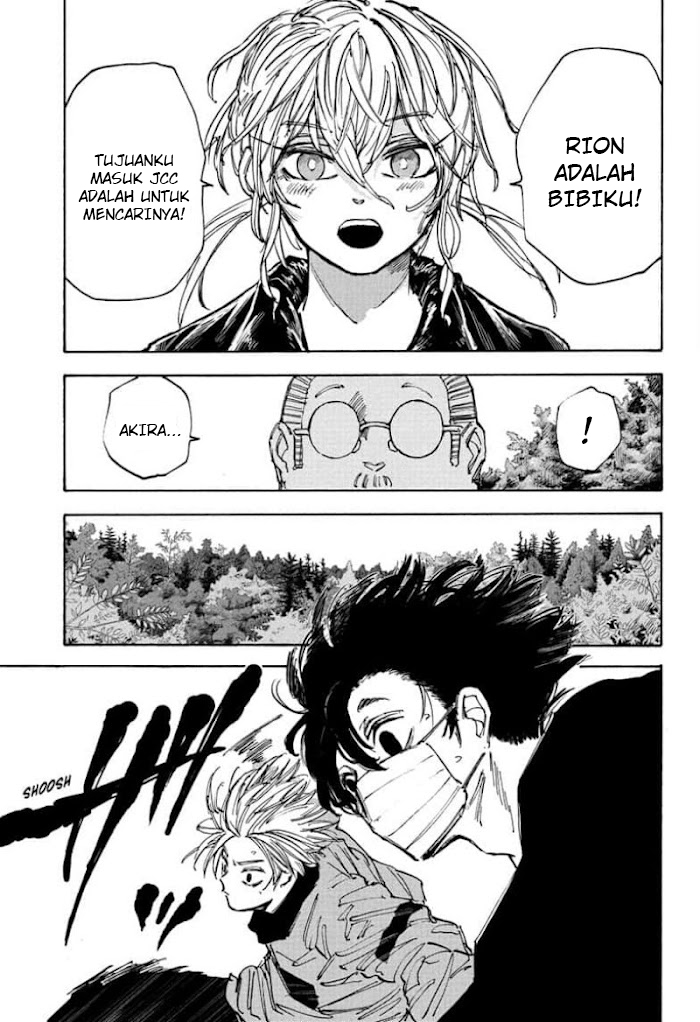 RION
ADALAH
BIBIKU!
TUJUANKU
MASUK JCC
ADALAH UNTUK
MENCARINYA!
!
AKIRA...
SHOOSH